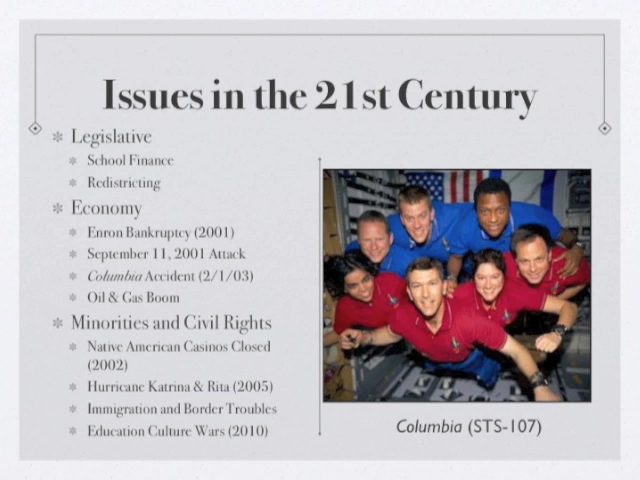 Issues in the 21st Century
Legislative
School Finance
Redistricting
Economy
Enron Bankruptcy (2001)
September 11, 2001 Attack
Columbia Accident (2/1/03)
Oil & Gas Boom
Minorities and Civil Rights
Native American Casinos Closed
(2002)
Hurricane Katrina & Rita (2005)
Immigration and Border Troubles
Education Culture Wars (2010)
Columbia (STS-107)